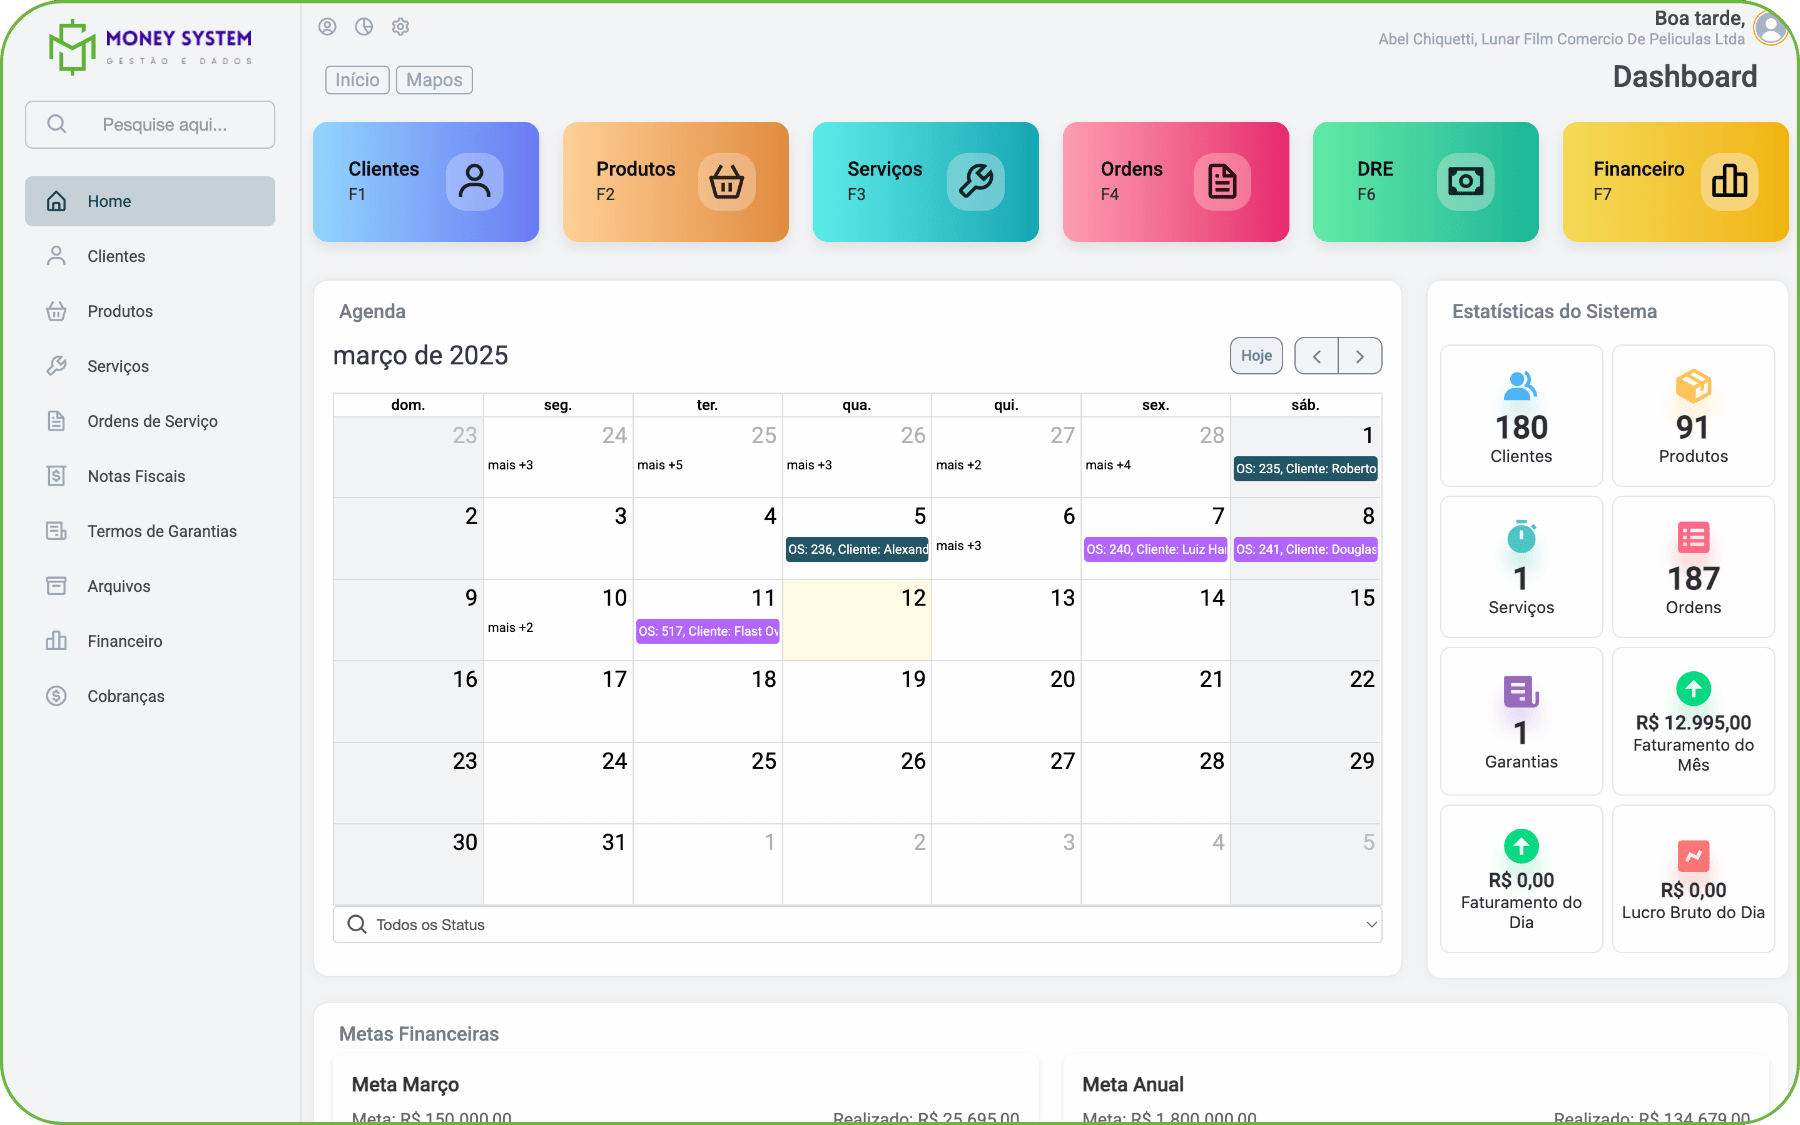 MONEY SYSTEM
GESTÃO E DADOS
Pesquise aqui...
Home
Clientes
Produtos
Serviços
Ordens de Serviço
Notas Fiscais
Termos de Garantias
Arquivos
Financeiro
Cobranças
Boa tarde,
Abel Chiquetti, Lunar Film Comercio De Peliculas Ltda
Início Mapos
Dashboard
Clientes
F1
Produtos
F2
Serviços
F3
Ordens
F4
DRE
F6
Financeiro
F7
Agenda
março de 2025
Hoje
dom. seg. ter. qua. qui. sex. sáb.
23 24 25 26 27 28 1
mais +3 mais +5 mais +3 mais +2 mais +4 OS: 235, Cliente: Roberto
2 3 4 5 6 7 8
OS: 236, Cliente: Alexand mais +3 OS: 240, Cliente: Luiz Ha OS: 241, Cliente: Douglas
9 10 11 12 13 14 15
mais +2 OS: 517, Cliente: Flast Ov
16 17 18 19 20 21 22
23 24 25 26 27 28 29
30 31 1 2 3 4 5
Todos os Status
Estatísticas do Sistema
180
Clientes
91
Produtos
1
Serviços
187
Ordens
1
Garantias
R$ 12.995,00
Faturamento do
Mês
R$ 0,00
Faturamento do
Dia
R$ 0,00
Lucro Bruto do Dia
Metas Financeiras
Meta Março
Meta: R$ 150.000,00 Realizado: R$ 25.695,00
Meta Anual
Meta: R$ 1.800.000,00 Realizado: R$ 134.679,00